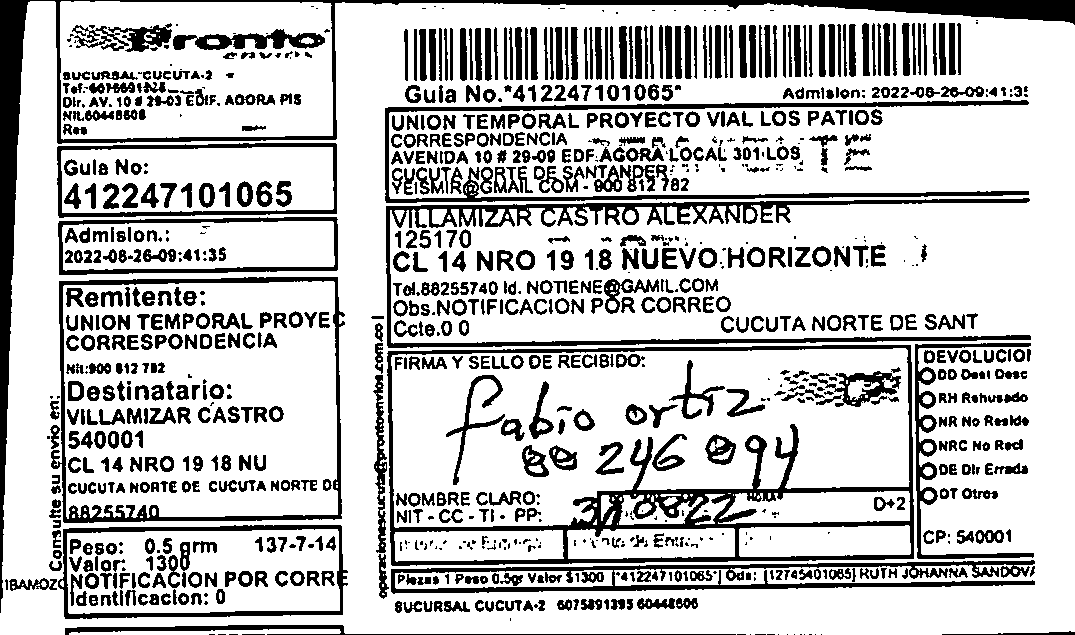 Pronto
ENVIOS
SUCURSAL CUCUTA-2
Dir. AV. 10 # 29-03 EDIF. AGORA PIS
Nit.60448606
Res
Guia No:
412247101065
Admision.:
2022-08-26-09:41:35
Remitente:
UNION TEMPORAL PROYEC
CORRESPONDENCIA
Nit:900 812 782
Destinatario:
VILLAMIZAR CASTRO
540001
CL 14 NRO 19 18 NU
CUCUTA NORTE DE CUCUTA NORTE DE
88255740
Peso: 0.5 grm 137-7-14
Valor: 1300
NOTIFICACION POR CORRE
Identificacion: 0
Consulte su envio en:
operacionescucuta@prontoenvios.com.co
Guia No.*412247101065* Admision: 2022-08-26-09:41:35
UNION TEMPORAL PROYECTO VIAL LOS PATIOS
CORRESPONDENCIA
AVENIDA 10 # 29-09 EDF.AGORA LOCAL 301 LOS
CUCUTA NORTE DE SANTANDER
YEISMIR@GMAIL COM - 900 812 782
VILLAMIZAR CASTRO ALEXANDER
125170
CL 14 NRO 19 18 NUEVO HORIZONTE
Tel.88255740 Id. NOTIENE@GAMIL.COM
Obs.NOTIFICACION POR CORREO
Ccte.0 0 CUCUTA NORTE DE SANT
FIRMA Y SELLO DE RECIBIDO:
fabio ortiz
88 246 894
NOMBRE CLARO:
NIT - CC - TI - PP:
D+2
DEVOLUCION
DD Dest Desc
RH Rehusado
NR No Reside
NRC No Recl
DE Dir Errada
OT Otros
CP: 540001
Piezas 1 Peso 0.5gr Valor $1300 [*412247101065*] Ods: [12745401065] RUTH JOHANNA SANDOVA
SUCURSAL CUCUTA-2 6075891395 60448606